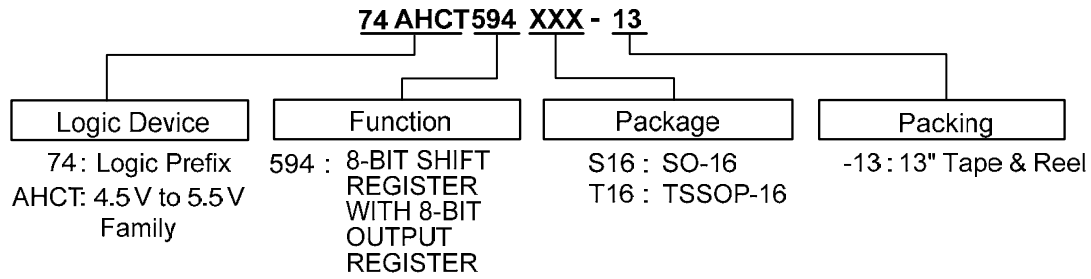 74 AHCT594 XXX - 13
Logic Device
74 : Logic Prefix
AHCT: 4.5 V to 5.5 V
Family
Function
594 : 8-BIT SHIFT
REGISTER
WITH 8-BIT
OUTPUT
REGISTER
Package
S16 : SO-16
T16 : TSSOP-16
Packing
-13 : 13" Tape & Reel